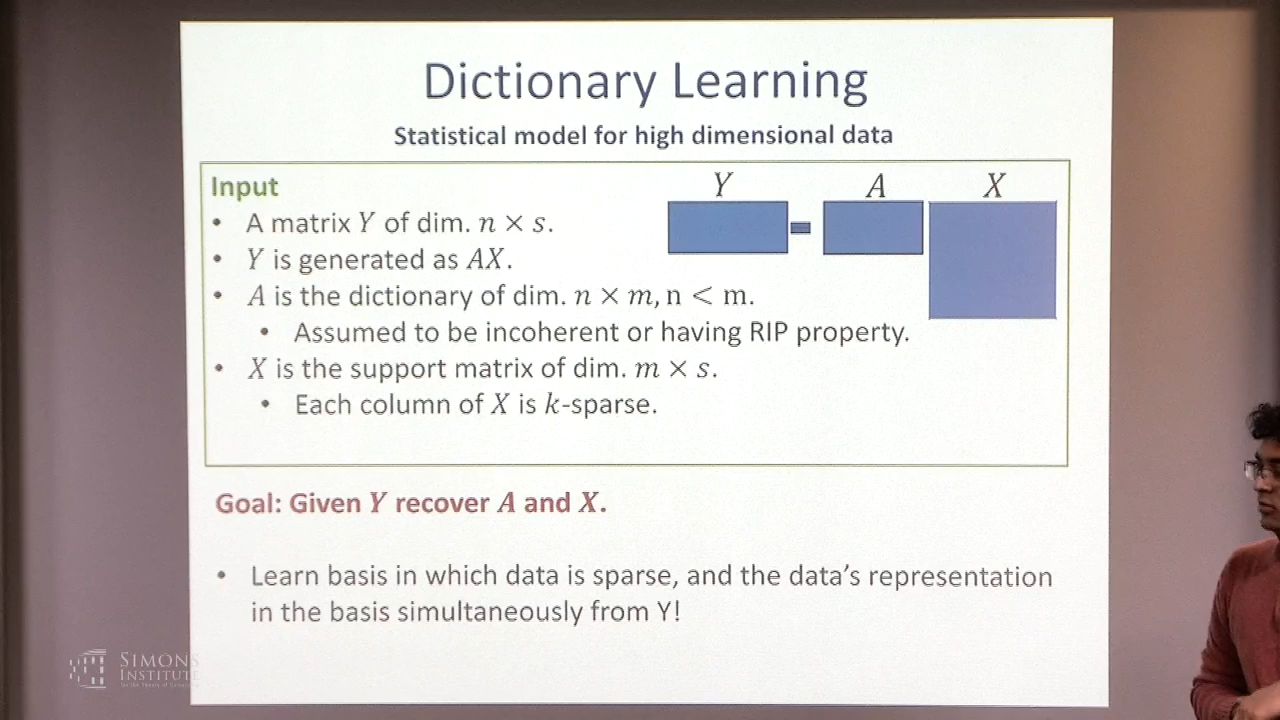 Dictionary Learning
Statistical model for high dimensional data
Input
• A matrix Y of dim. n × s.
• Y is generated as AX.
• A is the dictionary of dim. n × m, n < m.
• Assumed to be incoherent or having RIP property.
• X is the support matrix of dim. m × s.
• Each column of X is k-sparse.
Y = A X
Goal: Given Y recover A and X.
• Learn basis in which data is sparse, and the data's representation
in the basis simultaneously from Y!
SIMONS
INSTITUTE